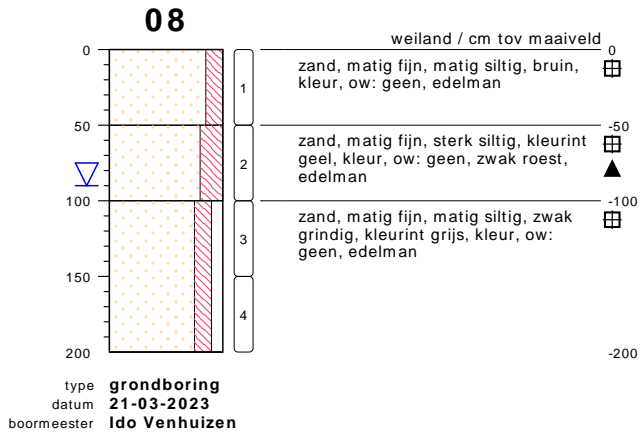 08
weiland / cm tov maaiveld
0
0
zand, matig fijn, matig siltig, bruin,
kleur, ow: geen, edelman
1
50
-50
zand, matig fijn, sterk siltig, kleurint
geel, kleur, ow: geen, zwak roest,
edelman
2
100
-100
zand, matig fijn, matig siltig, zwak
grindig, kleurint grijs, kleur, ow:
geen, edelman
3
150
4
200
-200
type grondboring
datum 21-03-2023
boormeester Ido Venhuizen